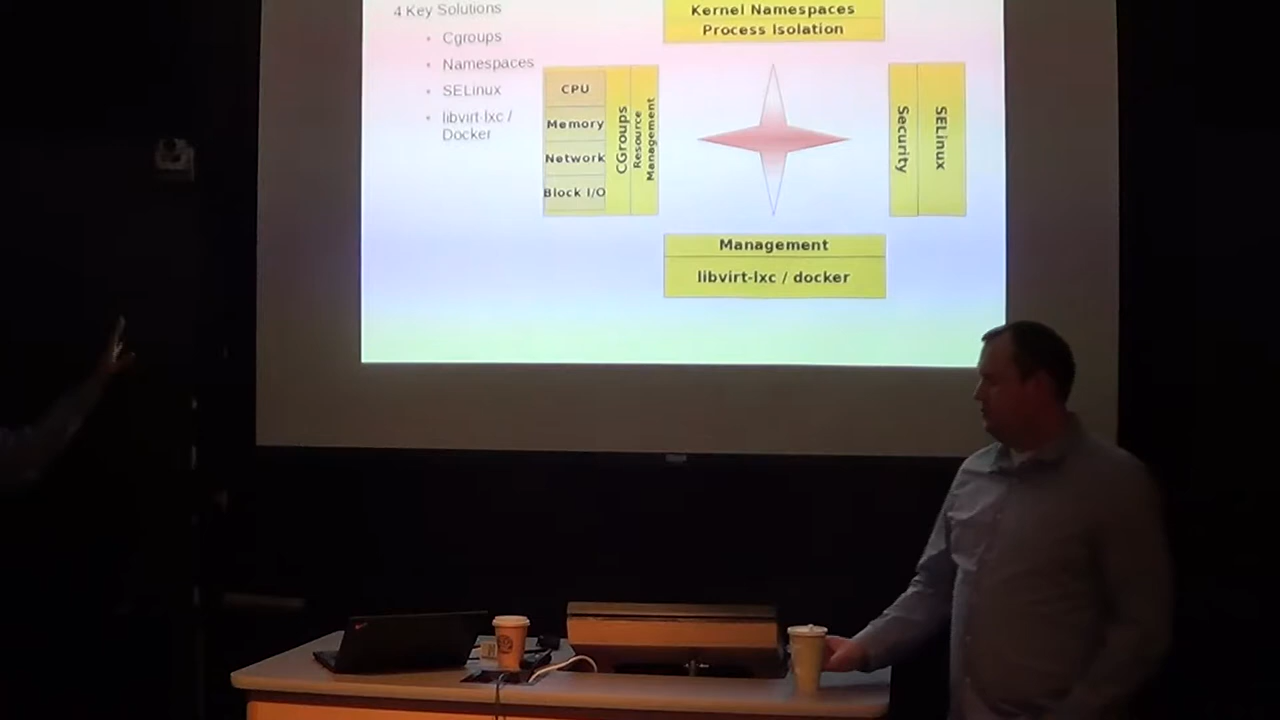 4 Key Solutions
Cgroups
Namespaces
SELinux
libvirt-lxc /
Docker
Kernel Namespaces
Process Isolation
CPU
Memory
Network
Block I/O
CGroups
Resource
Management
Security
SELinux
Management
libvirt-lxc / docker